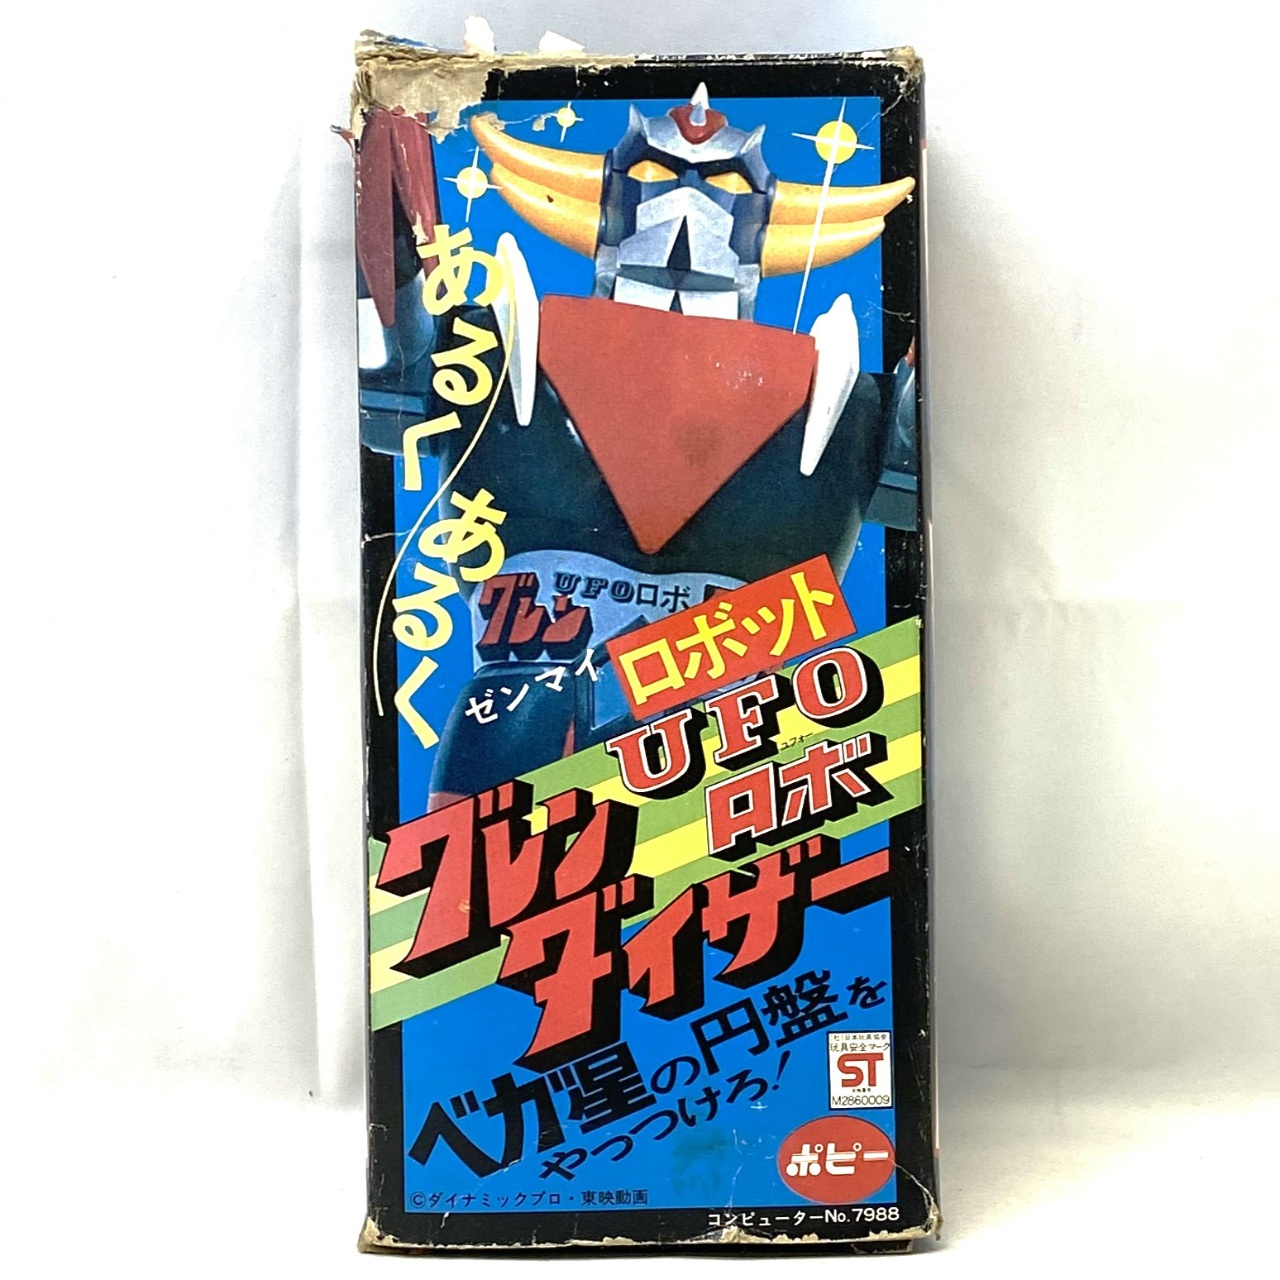 あるくあるく
UFOロボ
グレン
ゼンマイ
ロボット
UFO
ユフォー
ロボ
グレン
ダイザー
ベガ星の円盤を
やっつけろ!
(社)日本玩具協会
玩具安全マーク
ST
合格番号
M2860009
ポピー
©ダイナミックプロ・東映動画
コンピューターNo.7988